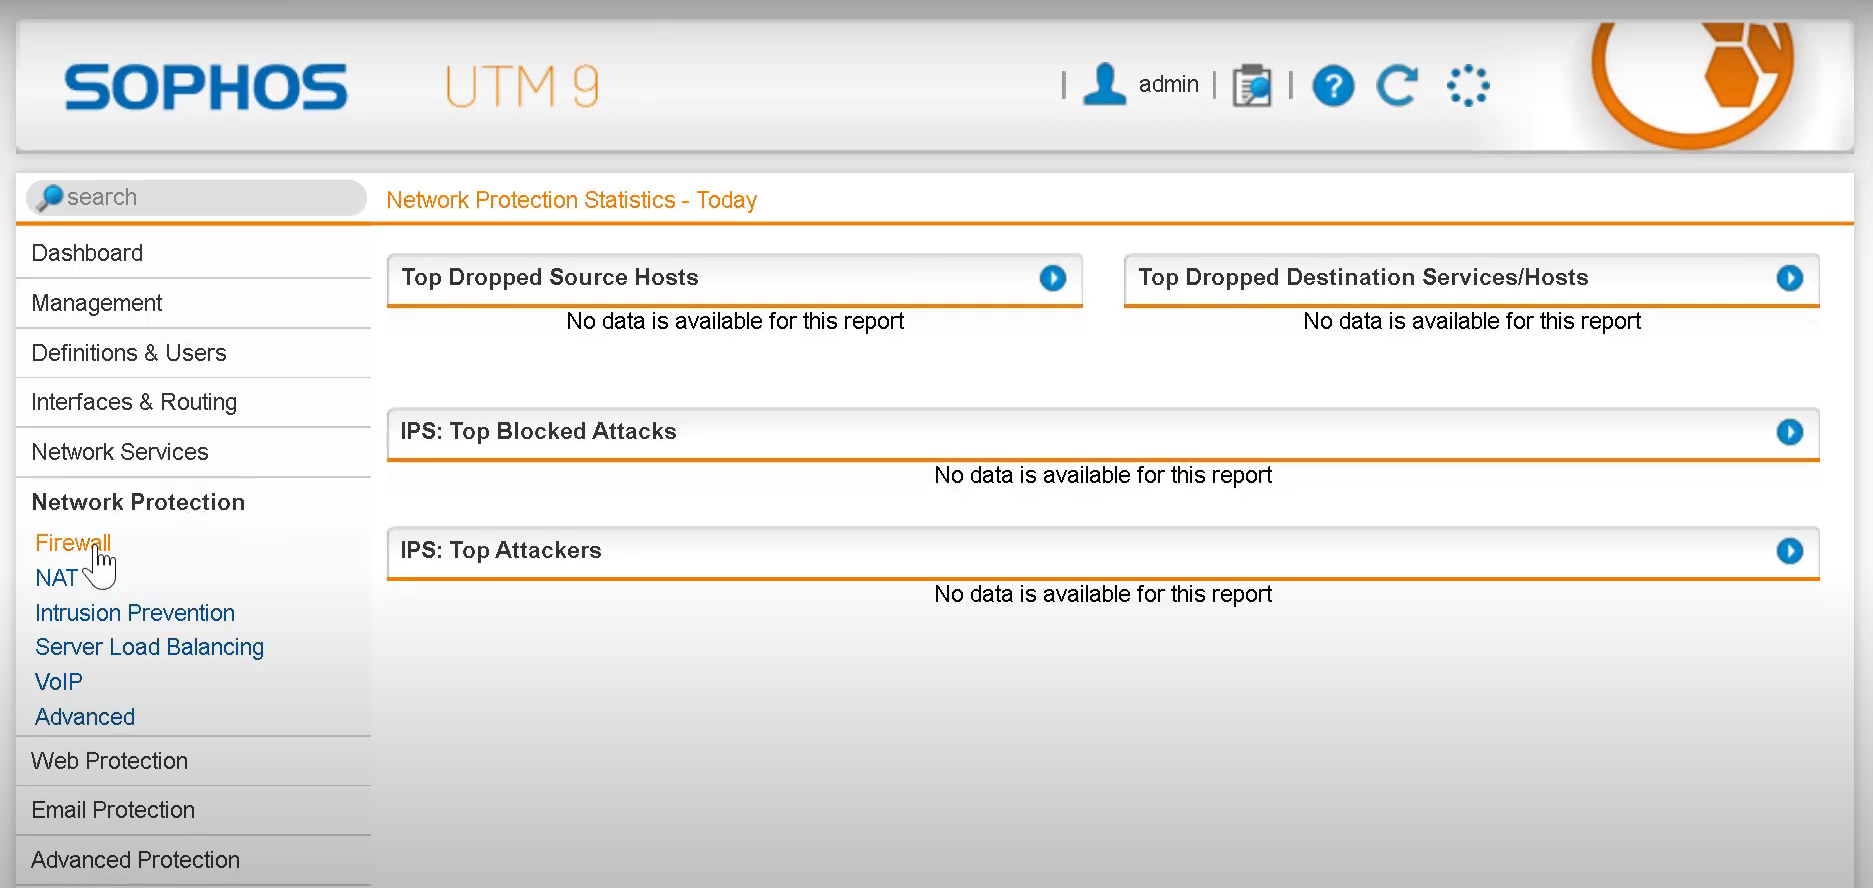 SOPHOS UTM 9
admin
search
Network Protection Statistics - Today
Dashboard
Management
Definitions & Users
Interfaces & Routing
Network Services
Network Protection
Firewall
NAT
Intrusion Prevention
Server Load Balancing
VoIP
Advanced
Web Protection
Email Protection
Advanced Protection
Top Dropped Source Hosts
No data is available for this report
Top Dropped Destination Services/Hosts
No data is available for this report
IPS: Top Blocked Attacks
No data is available for this report
IPS: Top Attackers
No data is available for this report